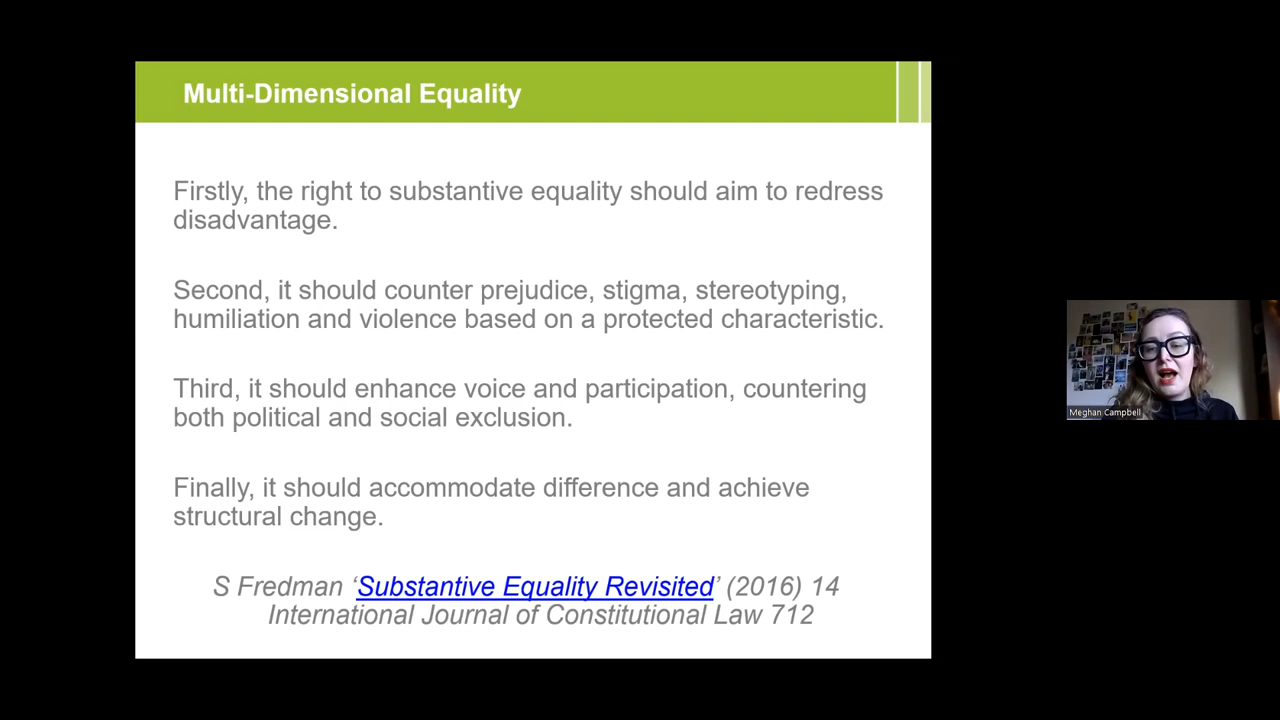 Multi-Dimensional Equality
Firstly, the right to substantive equality should aim to redress
disadvantage.
Second, it should counter prejudice, stigma, stereotyping,
humiliation and violence based on a protected characteristic.
Third, it should enhance voice and participation, countering
both political and social exclusion.
Finally, it should accommodate difference and achieve
structural change.
S Fredman ‘Substantive Equality Revisited’ (2016) 14
International Journal of Constitutional Law 712
Meghan Campbell